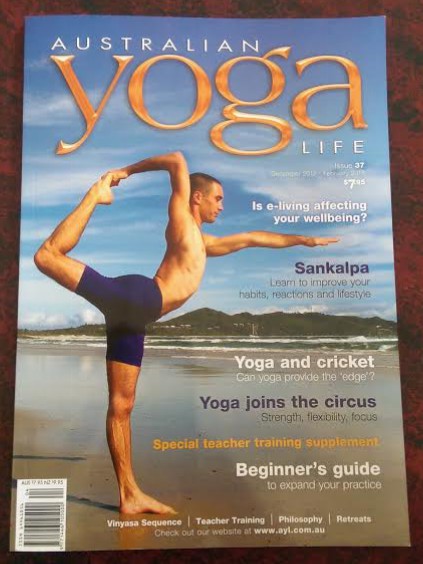 AUSTRALIAN
yoga
LIFE
Issue 37
$7.95
Is e-living affecting
your wellbeing?
Sankalpa
Learn to improve your
habits, reactions and lifestyle
Yoga and cricket
Can yoga provide the 'edge'?
Yoga joins the circus
Strength, flexibility, focus
Special teacher training supplement
Beginner's guide
to expand your practice
Vinyasa Sequence | Teacher Training | Philosophy | Retreats
Check out our website at www.ayl.com.au